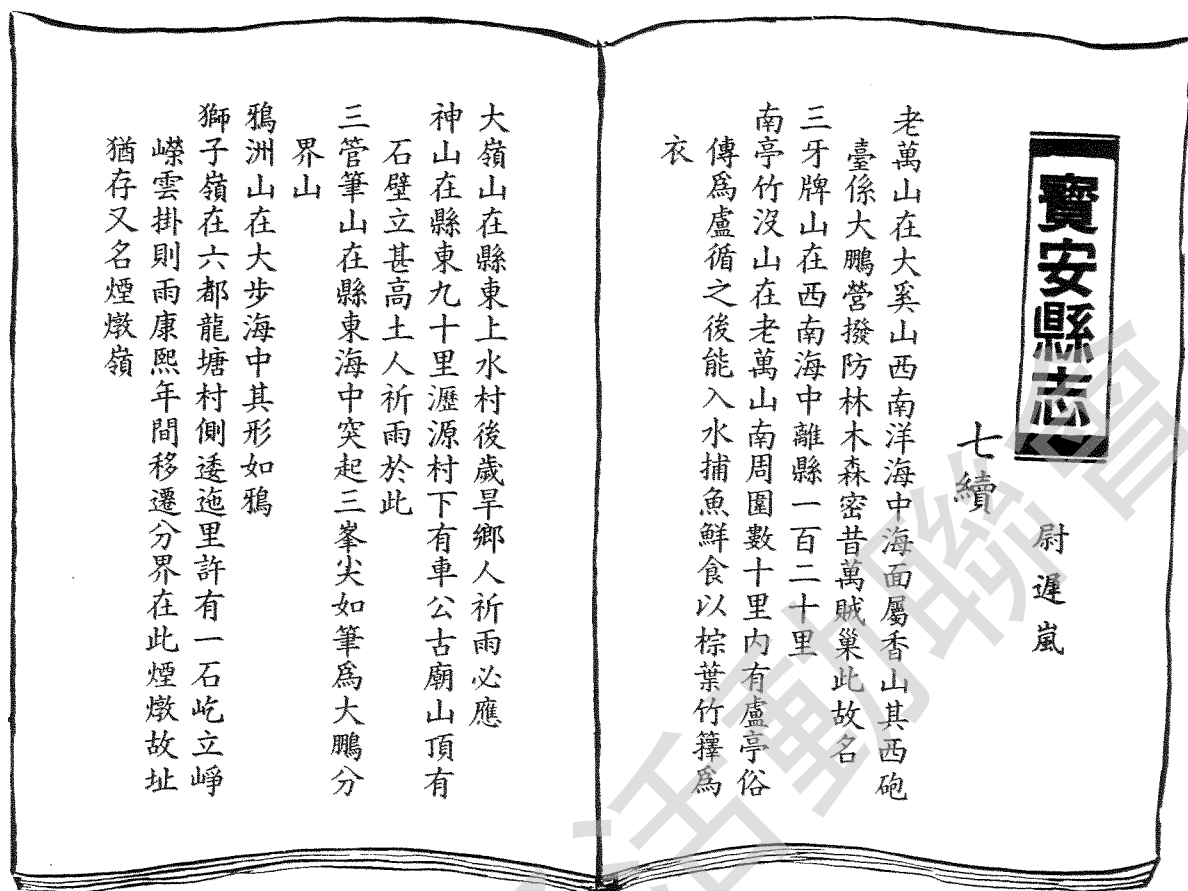 寶安縣志
七續
尉遲嵐
老萬山在大奚山西南洋海中海面屬香山其西砲
臺係大鵬營撥防林木森密昔萬賊巢此故名
三牙牌山在西南海中離縣一百二十里
南亭竹沒山在老萬山南周圍數十里内有盧亭俗
傳爲盧循之後能入水捕魚鮮食以棕葉竹籜爲
衣
大嶺山在縣東上水村後歲旱鄉人祈雨必應
神山在縣東九十里瀝源村下有車公古廟山頂有
石壁立甚高土人祈雨於此
三管筆山在縣東海中突起三峯尖如筆爲大鵬分
界山
鴉洲山在大步海中其形如鴉
獅子嶺在六都龍塘村側逶迤里許有一石屹立崢
嶸雲掛則雨康熙年間移遷分界在此煙燉故址
猶存又名煙燉嶺
活動聯會